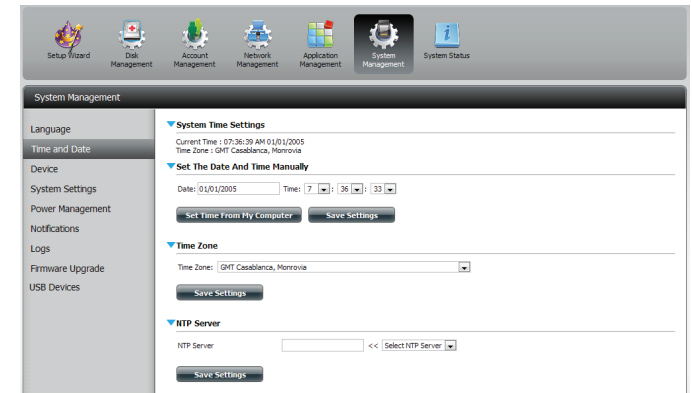 Setup Wizard
Disk Management
Account Management
Network Management
Application Management
System Management
System Status
System Management
Language
Time and Date
Device
System Settings
Power Management
Notifications
Logs
Firmware Upgrade
USB Devices
System Time Settings
Current Time : 07:36:39 AM 01/01/2005
Time Zone : GMT Casablanca, Monrovia
Set The Date And Time Manually
Date: 01/01/2005 Time: 7 : 36 : 33
Set Time From My Computer Save Settings
Time Zone
Time Zone: GMT Casablanca, Monrovia
Save Settings
NTP Server
NTP Server << Select NTP Server
Save Settings